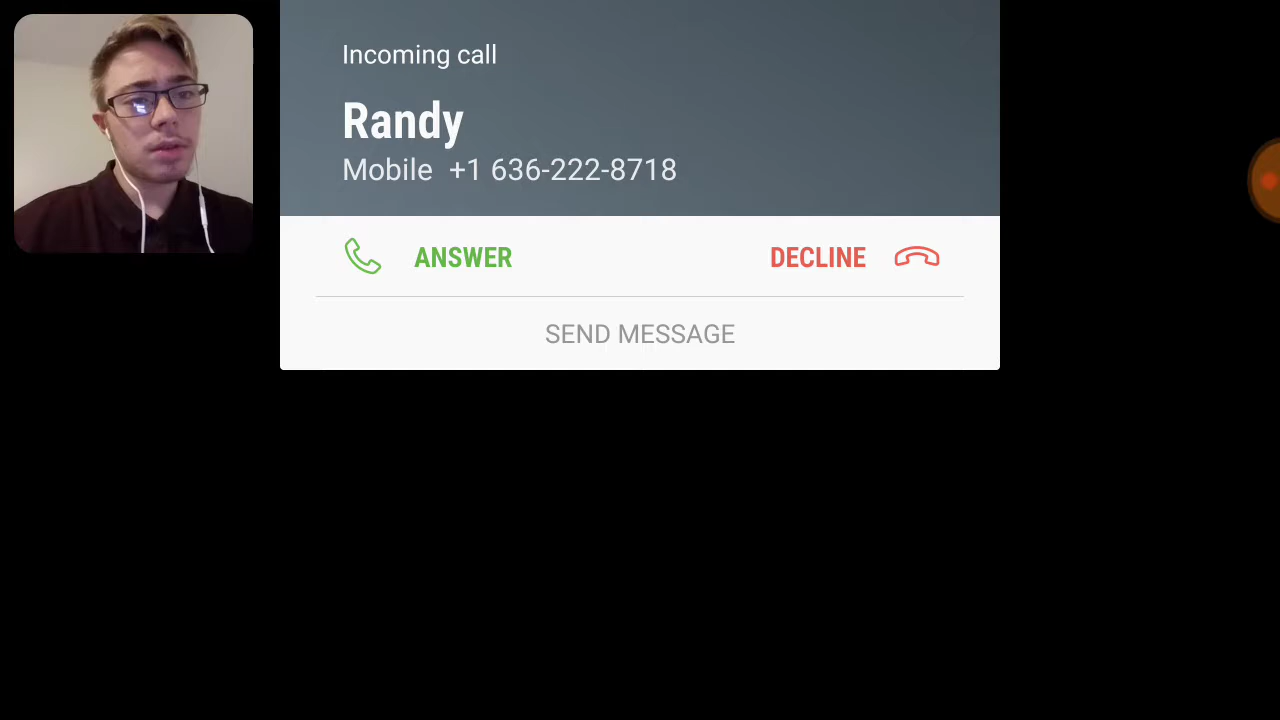 Incoming call
Randy
Mobile +1 636-222-8718
ANSWER DECLINE
SEND MESSAGE